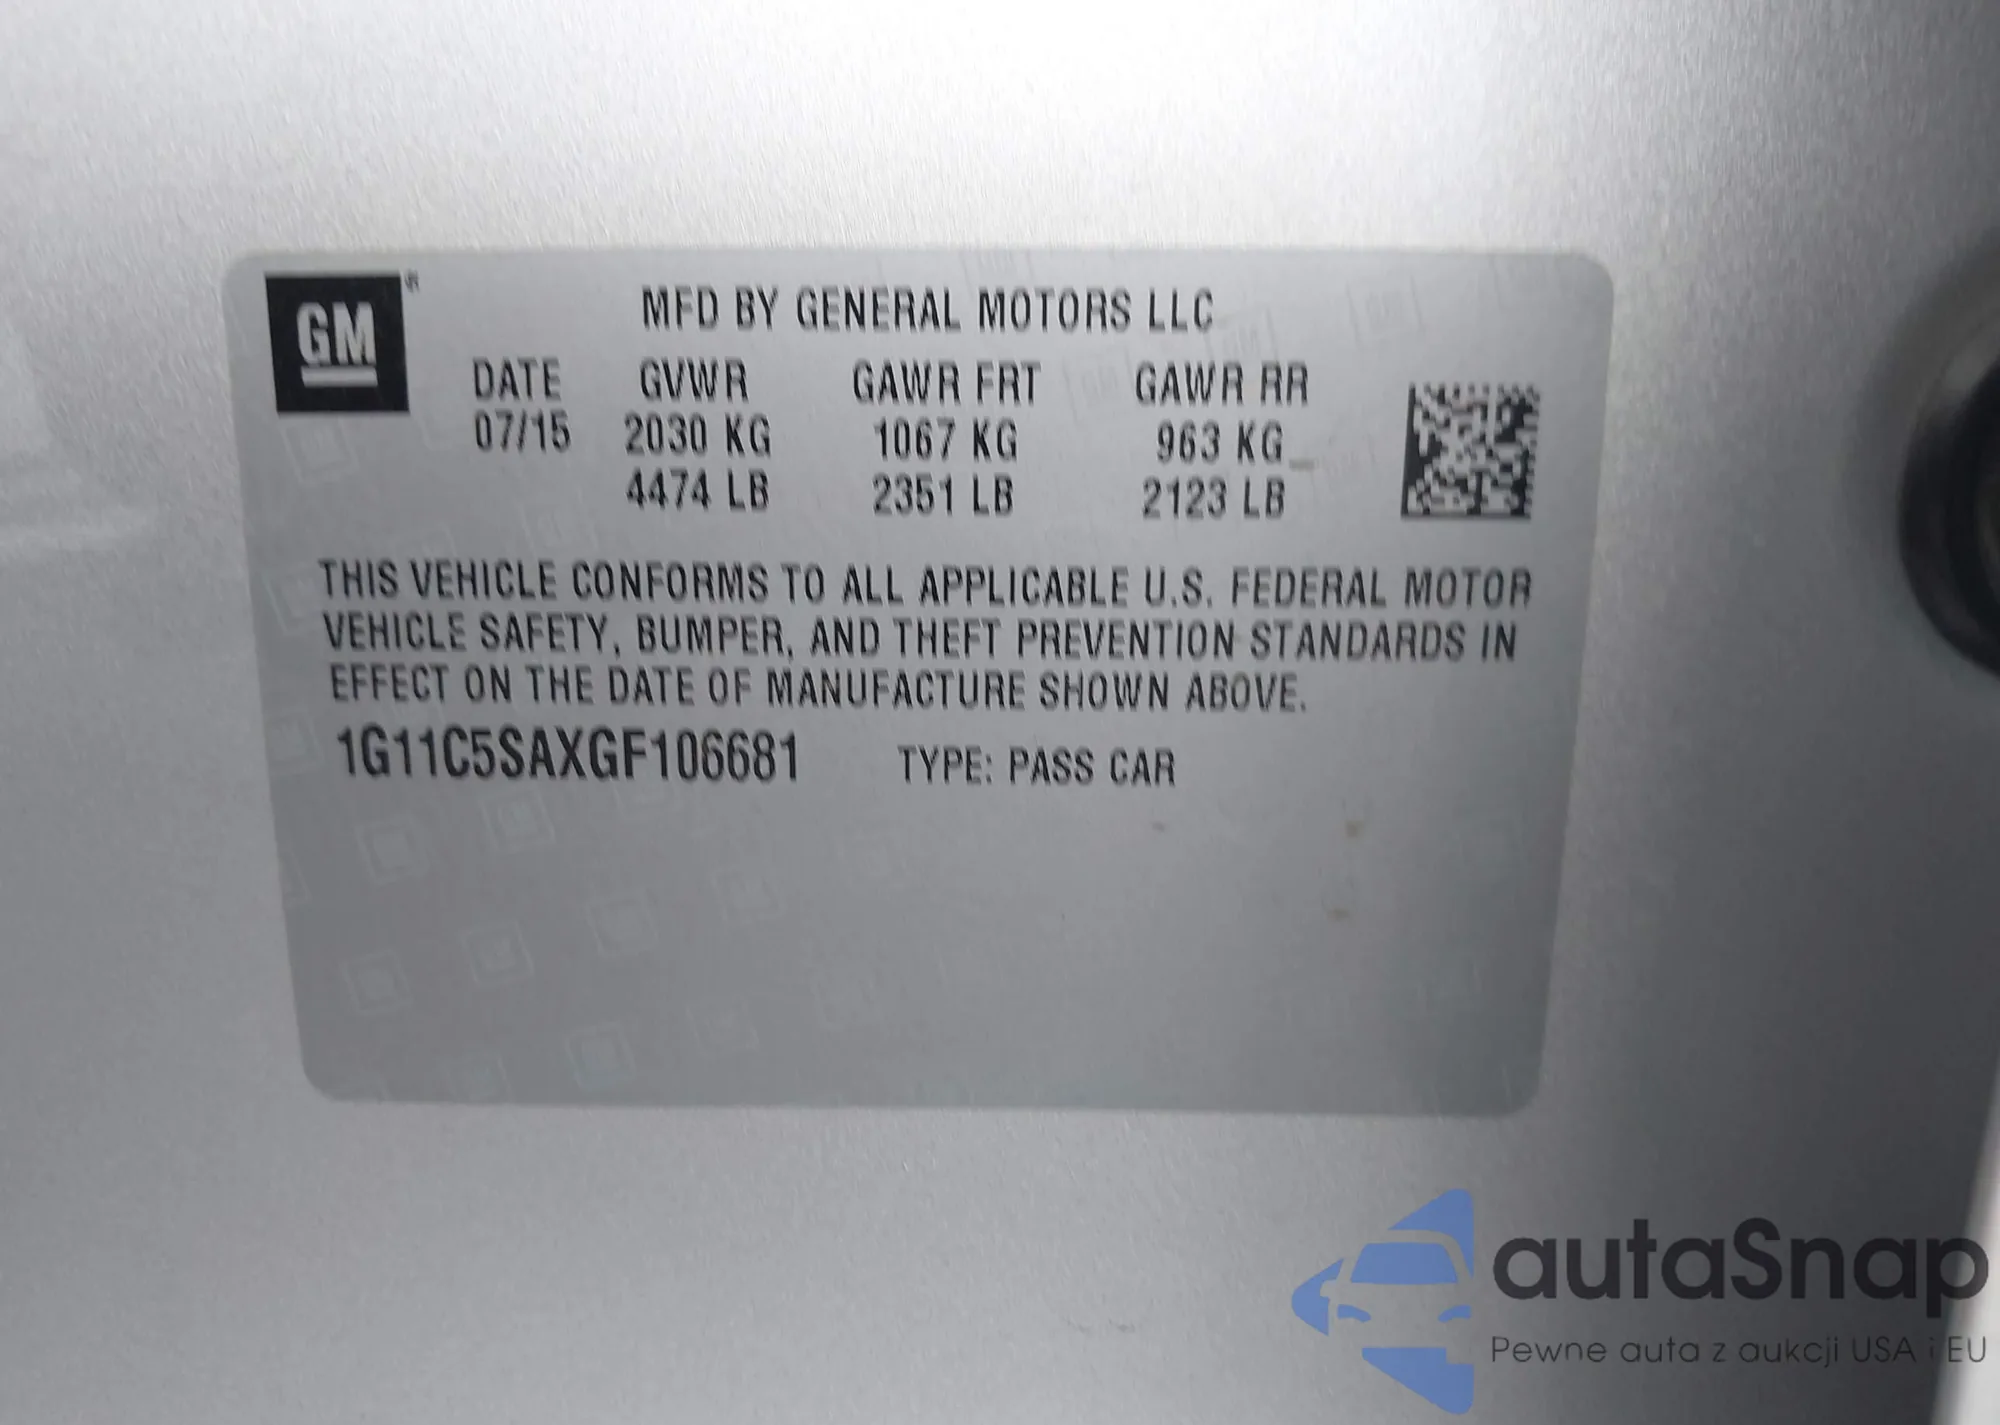 GM
MFD BY GENERAL MOTORS LLC
DATE GVWR GAWR FRT GAWR RR
07/15 2030 KG 1067 KG 963 KG
4474 LB 2351 LB 2123 LB
THIS VEHICLE CONFORMS TO ALL APPLICABLE U.S. FEDERAL MOTOR
VEHICLE SAFETY, BUMPER, AND THEFT PREVENTION STANDARDS IN
EFFECT ON THE DATE OF MANUFACTURE SHOWN ABOVE.
1G11C5SAXGF106681 TYPE: PASS CAR
autaSnap
Pewne auta z aukcji USA i EU